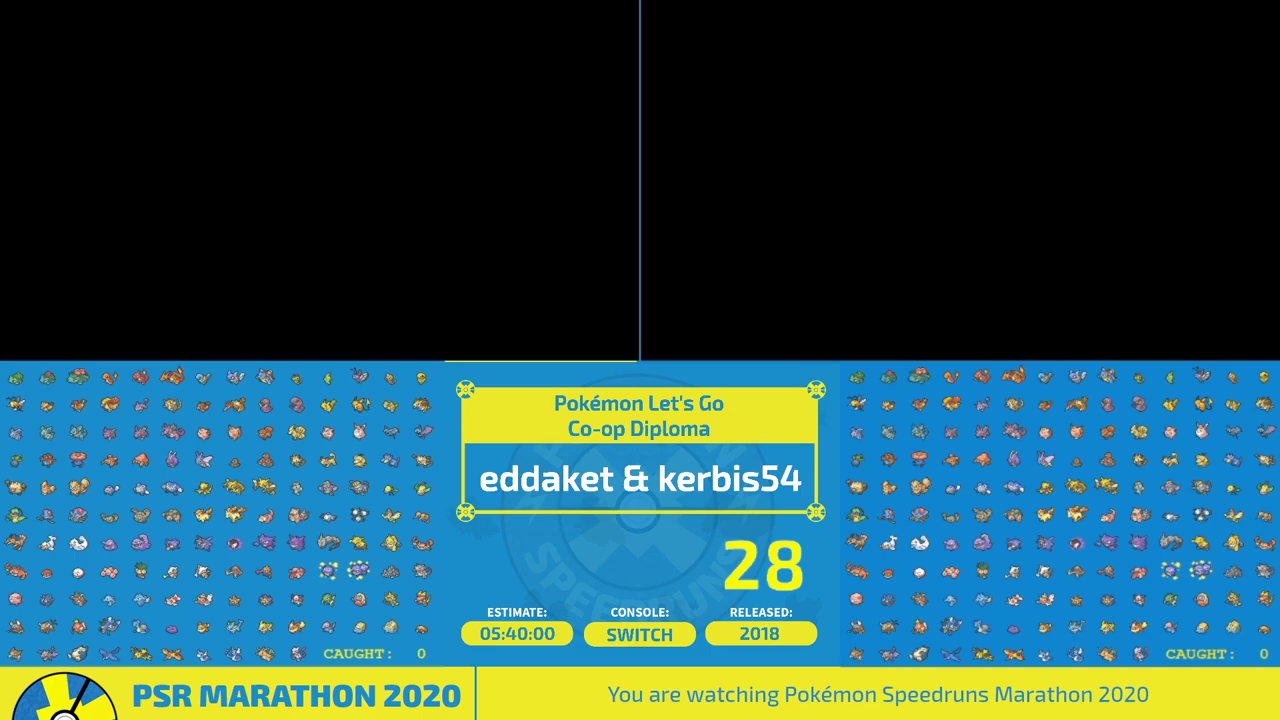 Pokémon Let's Go
Co-op Diploma
eddaket & kerbis54
28
ESTIMATE:
05:40:00
CONSOLE:
SWITCH
RELEASED:
2018
SPEEDRUNS
CAUGHT: 0
CAUGHT: 0
PSR MARATHON 2020
You are watching Pokémon Speedruns Marathon 2020